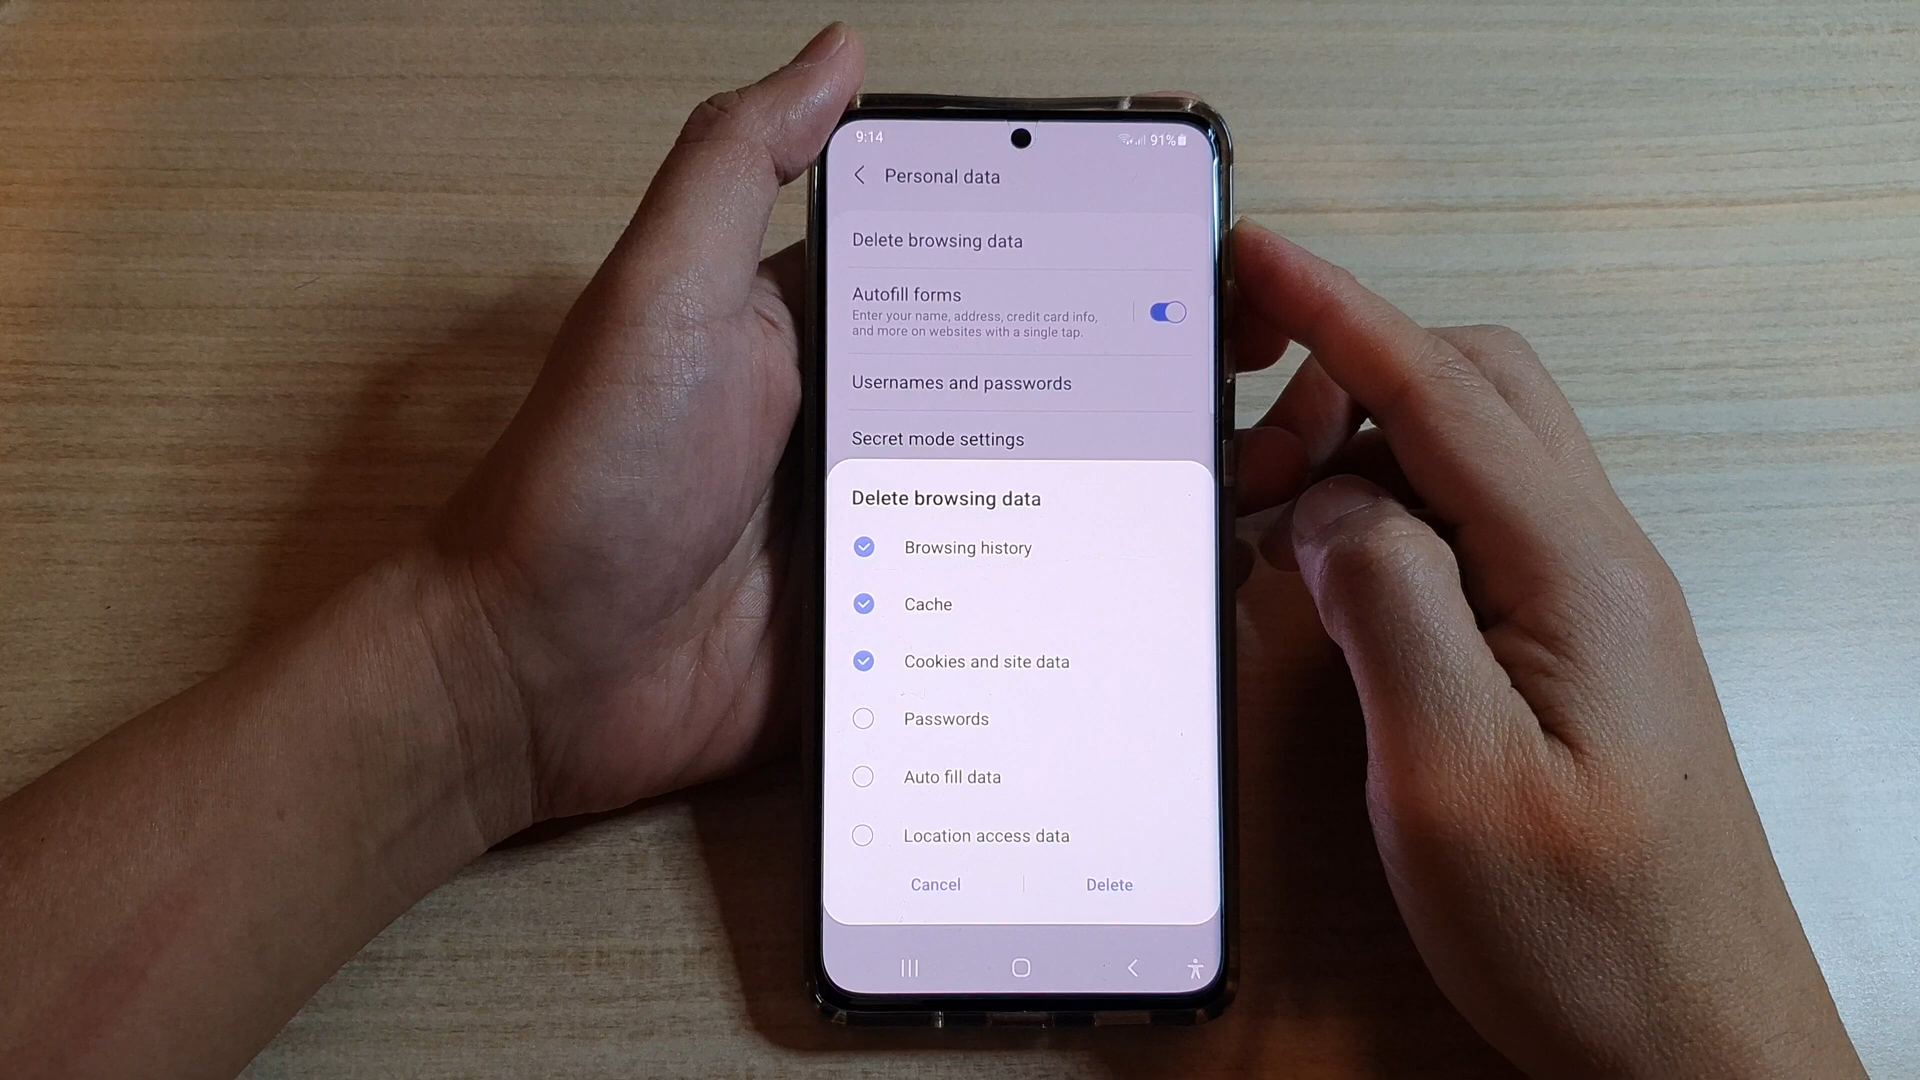 9:14
91%
Personal data
Delete browsing data
Autofill forms
Enter your name, address, credit card info,
and more on websites with a single tap.
Usernames and passwords
Secret mode settings
Delete browsing data
Browsing history
Cache
Cookies and site data
Passwords
Auto fill data
Location access data
Cancel
Delete